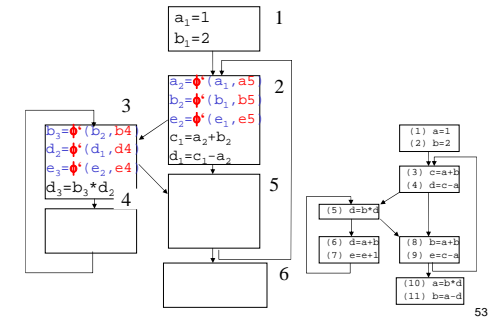 1
a₁=1
b₁=2
2
a₂=ϕ‘(a₁,a5)
b₂=ϕ‘(b₁,b5)
e₂=ϕ‘(e₁,e5)
c₁=a₂+b₂
d₁=c₁-a₂
3
b₃=ϕ‘(b₂,b4)
d₂=ϕ‘(d₁,d4)
e₃=ϕ‘(e₂,e4)
d₃=b₃*d₂
4
5
6
(1) a=1
(2) b=2
(3) c=a+b
(4) d=c-a
(5) d=b*d
(6) d=a+b
(7) e=e+1
(8) b=a+b
(9) e=c-a
(10) a=b*d
(11) b=a-d
53